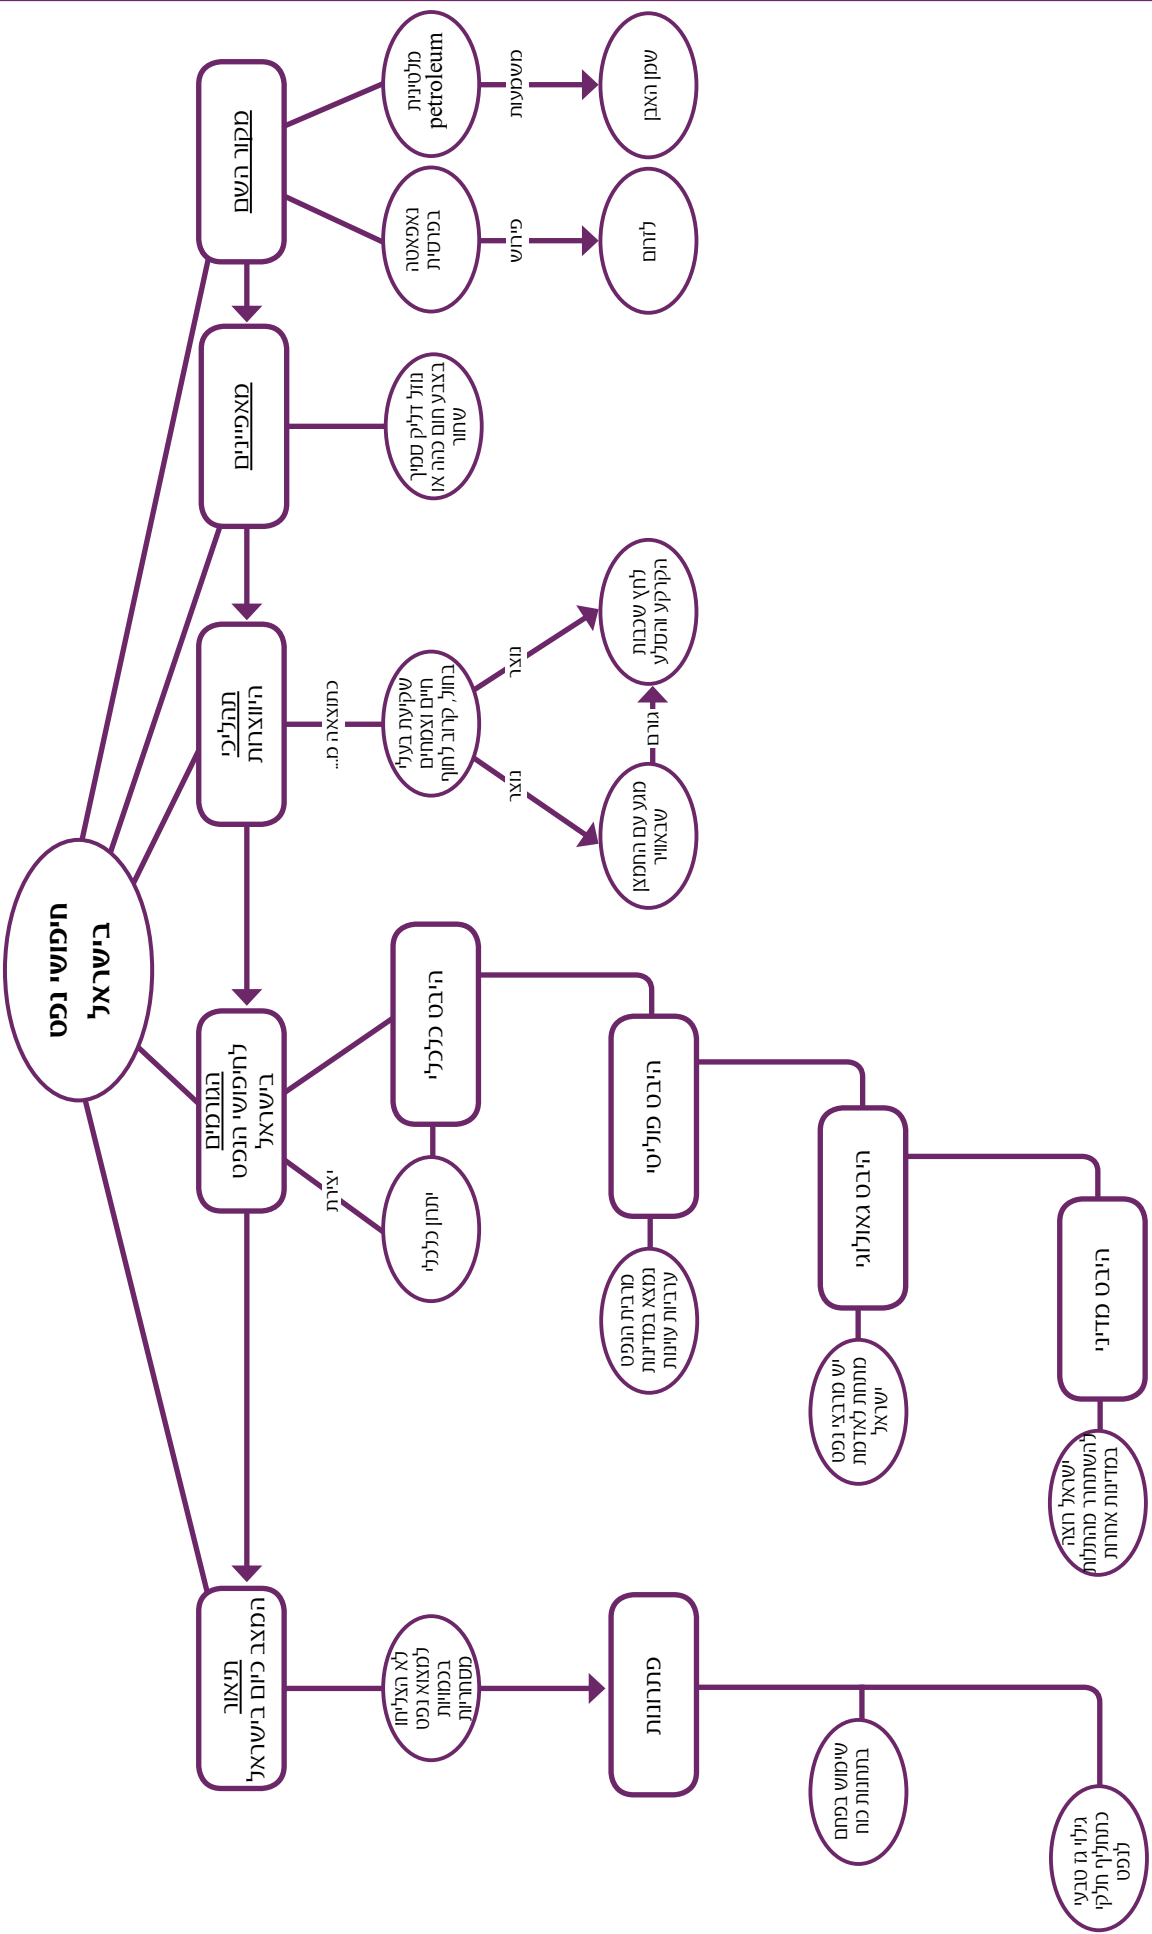 חיפושי נפט
בישראל
מקור השם
מלטינית
petroleum
משמעות
שמן האבן
נאפאטה
בפרסית
פירוש
לזרום
מאפיינים
נוזל דליק סמיך
בצבע חום כהה או
שחור
תהליכי
היווצרות
כתוצאה מ...
שקיעת בעלי
חיים וצמחים
בחול, קרוב לחוף
נוצר
לחץ שכבות
הקרקע והסלע
נוצר
מגע עם החמצן
שבאוויר
גורם
הגורמים
לחיפושי הנפט
בישראל
היבט כלכלי
יצירת
יתרון כלכלי
היבט פוליטי
מרבית הנפט
נמצא במדינות
ערביות עוינות
היבט גאולוגי
יש מרבצי נפט
מתחת לאדמות
ישראל
היבט מדיני
ישראל רוצה
להשתחרר מהתלות
במדינות אחרות
תיאור
המצב כיום בישראל
לא הצליחו
למצוא נפט
בכמויות
מסחריות
פתרונות
שימוש בפחם
בתחנות כוח
גילוי גז טבעי
כתחליף חלקי
לנפט